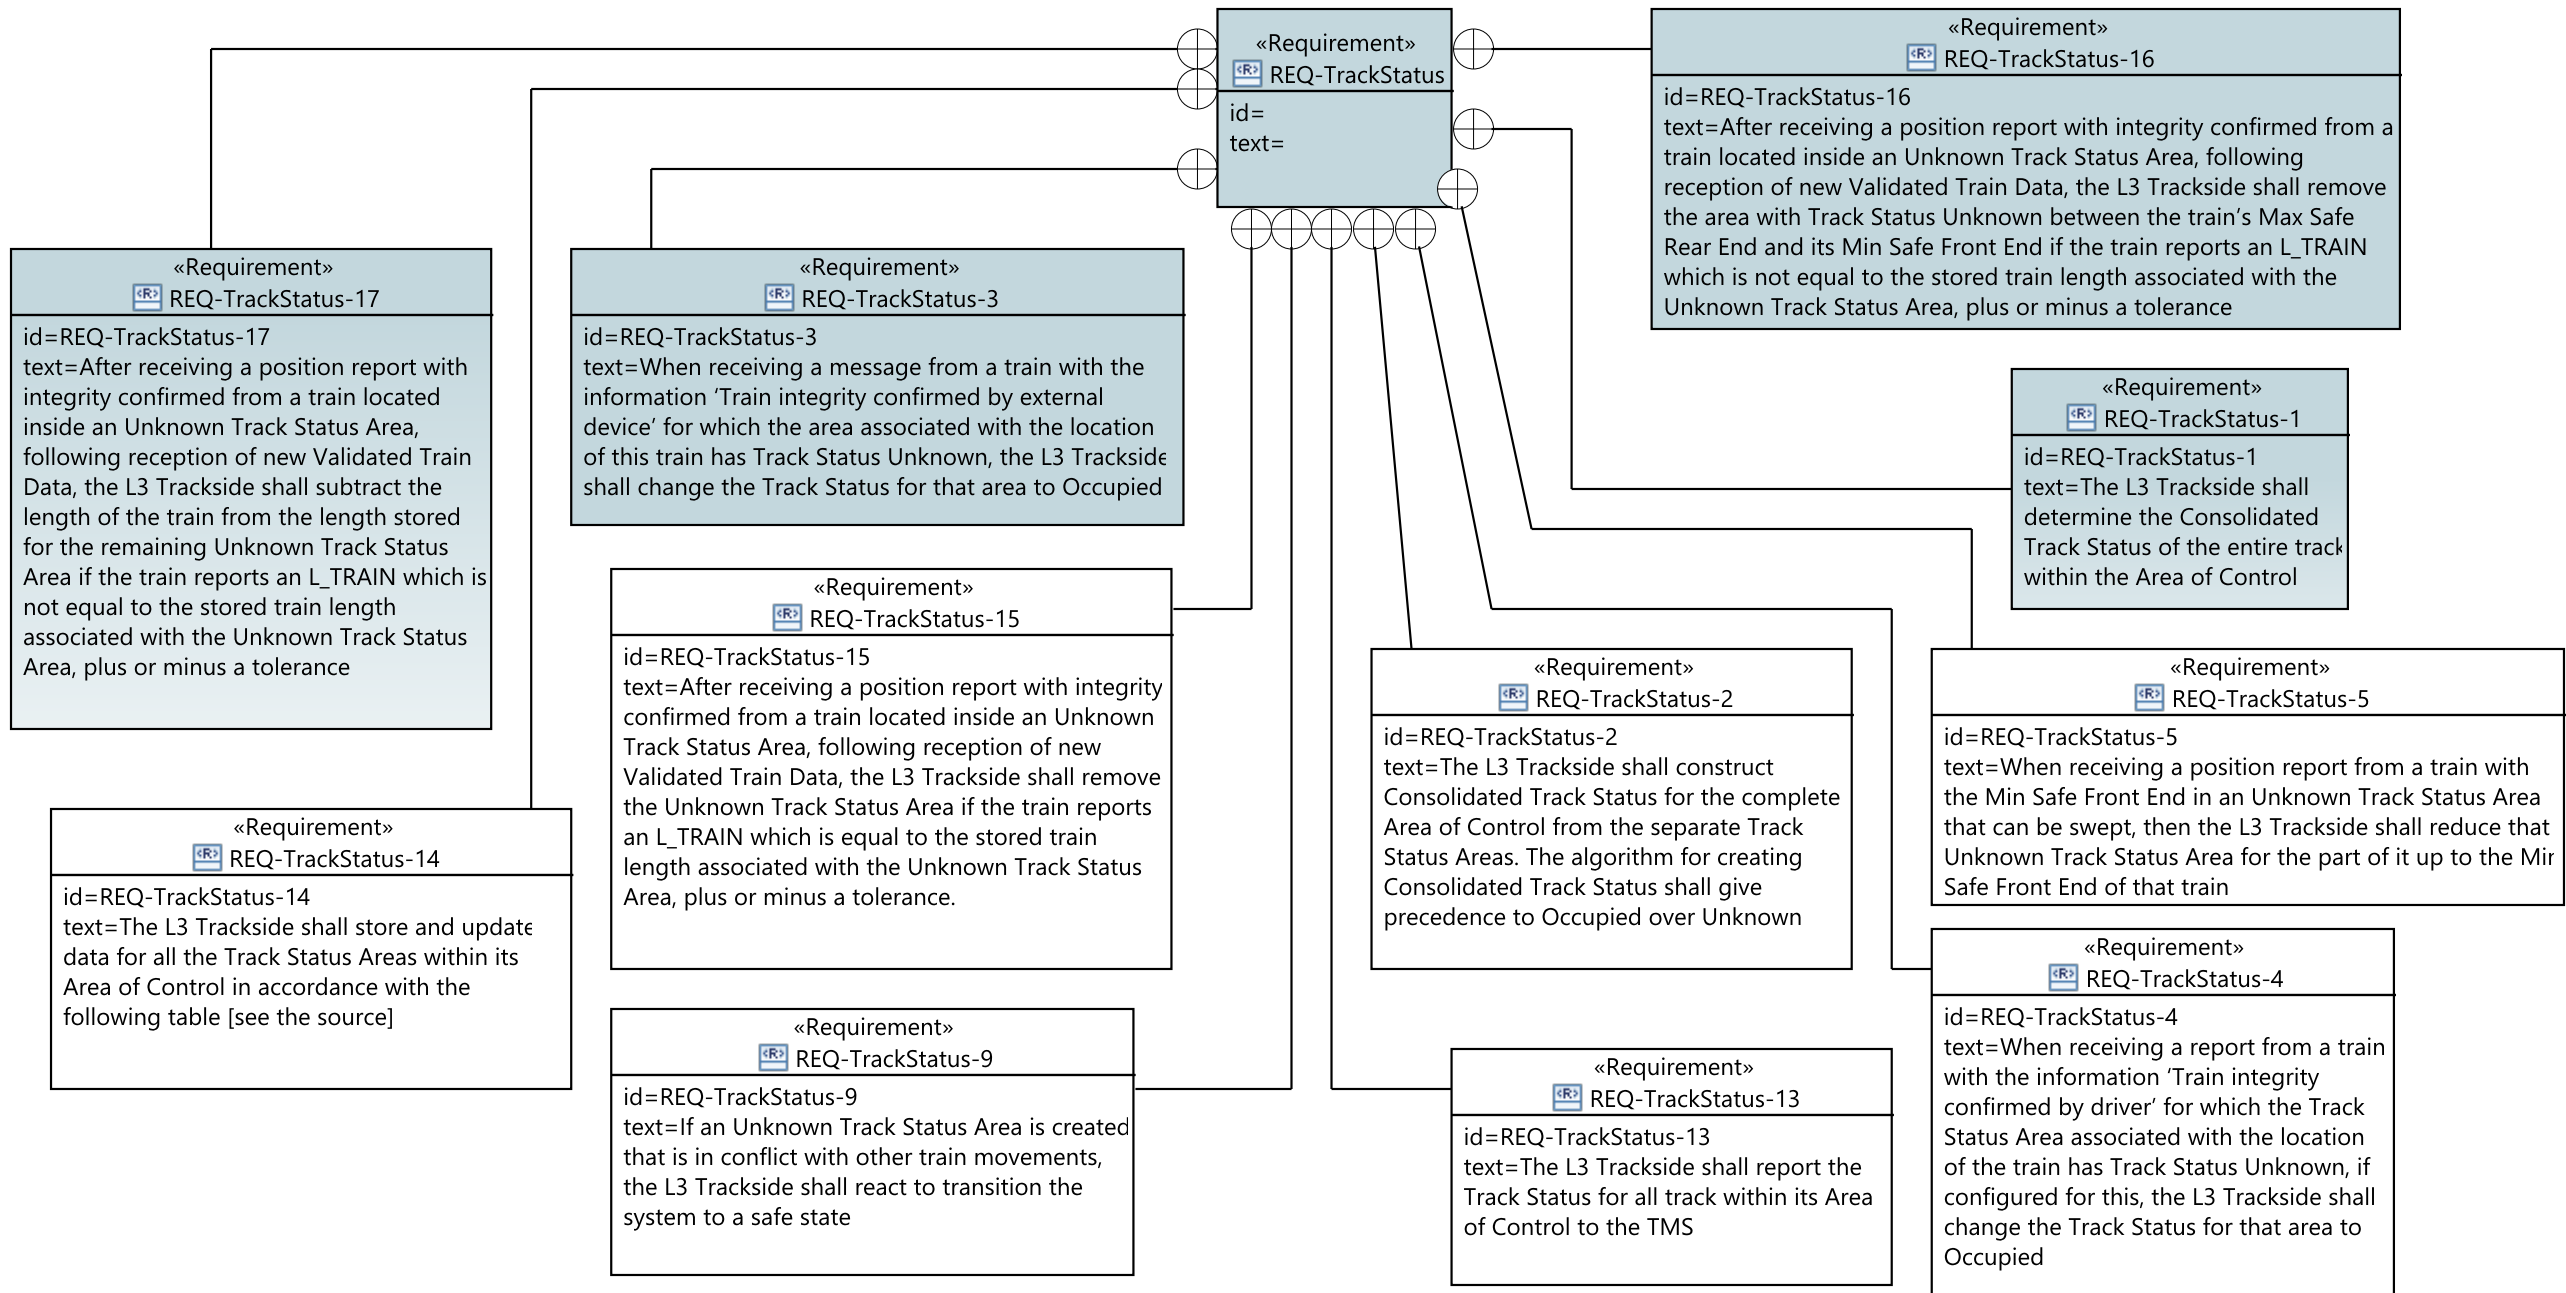 «Requirement»
REQ-TrackStatus
id=
text=
«Requirement»
REQ-TrackStatus-16
id=REQ-TrackStatus-16
text=After receiving a position report with integrity confirmed from a
train located inside an Unknown Track Status Area, following
reception of new Validated Train Data, the L3 Trackside shall remove
the area with Track Status Unknown between the train’s Max Safe
Rear End and its Min Safe Front End if the train reports an L_TRAIN
which is not equal to the stored train length associated with the
Unknown Track Status Area, plus or minus a tolerance
«Requirement»
REQ-TrackStatus-17
id=REQ-TrackStatus-17
text=After receiving a position report with
integrity confirmed from a train located
inside an Unknown Track Status Area,
following reception of new Validated Train
Data, the L3 Trackside shall subtract the
length of the train from the length stored
for the remaining Unknown Track Status
Area if the train reports an L_TRAIN which is
not equal to the stored train length
associated with the Unknown Track Status
Area, plus or minus a tolerance
«Requirement»
REQ-TrackStatus-3
id=REQ-TrackStatus-3
text=When receiving a message from a train with the
information ‘Train integrity confirmed by external
device’ for which the area associated with the location
of this train has Track Status Unknown, the L3 Trackside
shall change the Track Status for that area to Occupied
«Requirement»
REQ-TrackStatus-1
id=REQ-TrackStatus-1
text=The L3 Trackside shall
determine the Consolidated
Track Status of the entire track
within the Area of Control
«Requirement»
REQ-TrackStatus-15
id=REQ-TrackStatus-15
text=After receiving a position report with integrity
confirmed from a train located inside an Unknown
Track Status Area, following reception of new
Validated Train Data, the L3 Trackside shall remove
the Unknown Track Status Area if the train reports
an L_TRAIN which is equal to the stored train
length associated with the Unknown Track Status
Area, plus or minus a tolerance.
«Requirement»
REQ-TrackStatus-2
id=REQ-TrackStatus-2
text=The L3 Trackside shall construct
Consolidated Track Status for the complete
Area of Control from the separate Track
Status Areas. The algorithm for creating
Consolidated Track Status shall give
precedence to Occupied over Unknown
«Requirement»
REQ-TrackStatus-5
id=REQ-TrackStatus-5
text=When receiving a position report from a train with
the Min Safe Front End in an Unknown Track Status Area
that can be swept, then the L3 Trackside shall reduce that
Unknown Track Status Area for the part of it up to the Min
Safe Front End of that train
«Requirement»
REQ-TrackStatus-14
id=REQ-TrackStatus-14
text=The L3 Trackside shall store and update
data for all the Track Status Areas within its
Area of Control in accordance with the
following table [see the source]
«Requirement»
REQ-TrackStatus-9
id=REQ-TrackStatus-9
text=If an Unknown Track Status Area is created
that is in conflict with other train movements,
the L3 Trackside shall react to transition the
system to a safe state
«Requirement»
REQ-TrackStatus-13
id=REQ-TrackStatus-13
text=The L3 Trackside shall report the
Track Status for all track within its Area
of Control to the TMS
«Requirement»
REQ-TrackStatus-4
id=REQ-TrackStatus-4
text=When receiving a report from a train
with the information ‘Train integrity
confirmed by driver’ for which the Track
Status Area associated with the location
of the train has Track Status Unknown, if
configured for this, the L3 Trackside shall
change the Track Status for that area to
Occupied